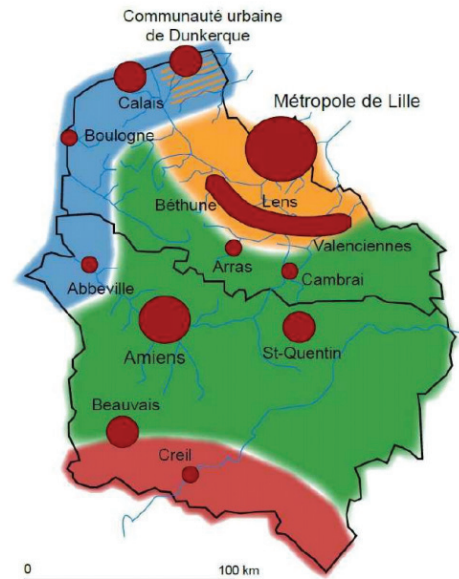 Communauté urbaine
de Dunkerque
Calais
Métropole de Lille
Boulogne
Béthune
Lens
Valenciennes
Arras
Cambrai
Abbeville
Amiens
St-Quentin
Beauvais
Creil
0
100 km